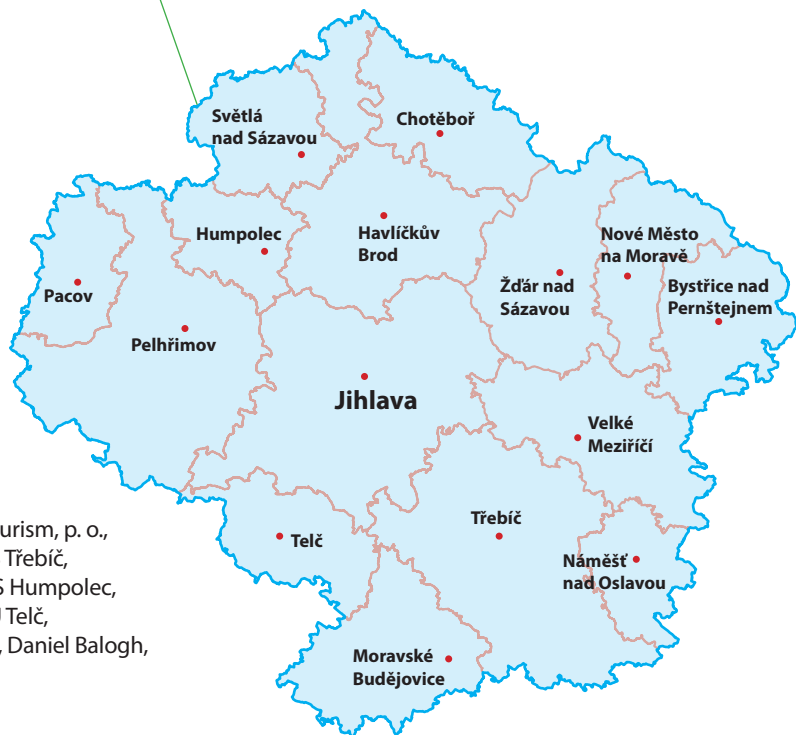 Světlá
nad Sázavou
Chotěboř
Humpolec
Havlíčkův
Brod
Nové Město
na Moravě
Žďár nad
Sázavou
Bystřice nad
Pernštejnem
Pacov
Pelhřimov
Jihlava
Velké
Meziříčí
Telč
Třebíč
Náměšť
nad Oslavou
Moravské
Budějovice
urism, p. o.,
Třebíč,
S Humpolec,
Telč,
, Daniel Balogh,